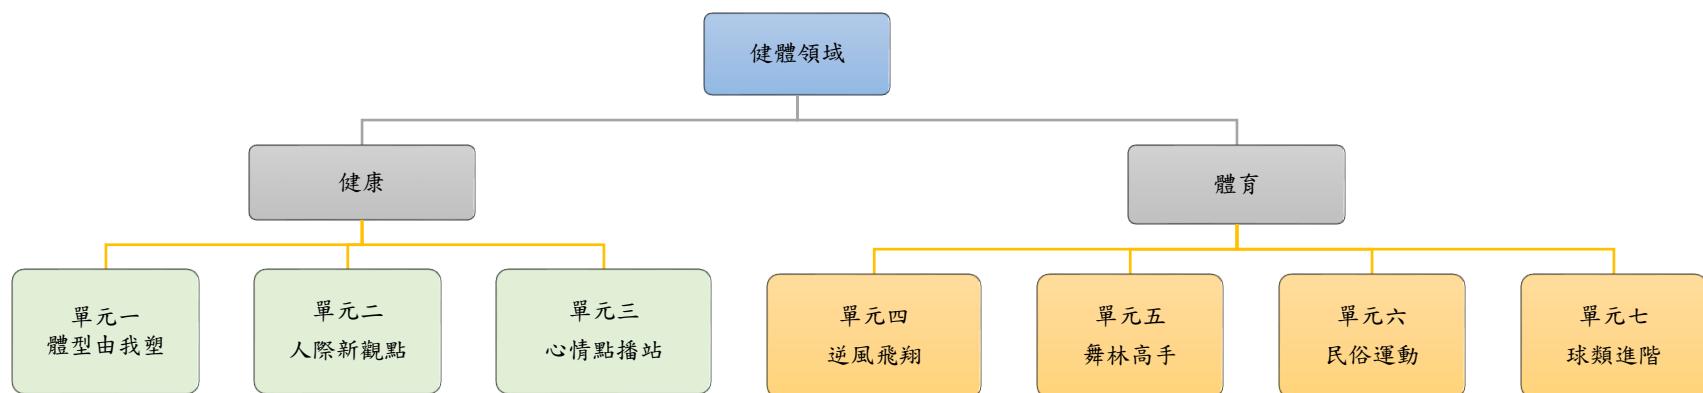 健體領域
健康
體育
單元一
體型由我塑
單元二
人際新觀點
單元三
心情點播站
單元四
逆風飛翔
單元五
舞林高手
單元六
民俗運動
單元七
球類進階